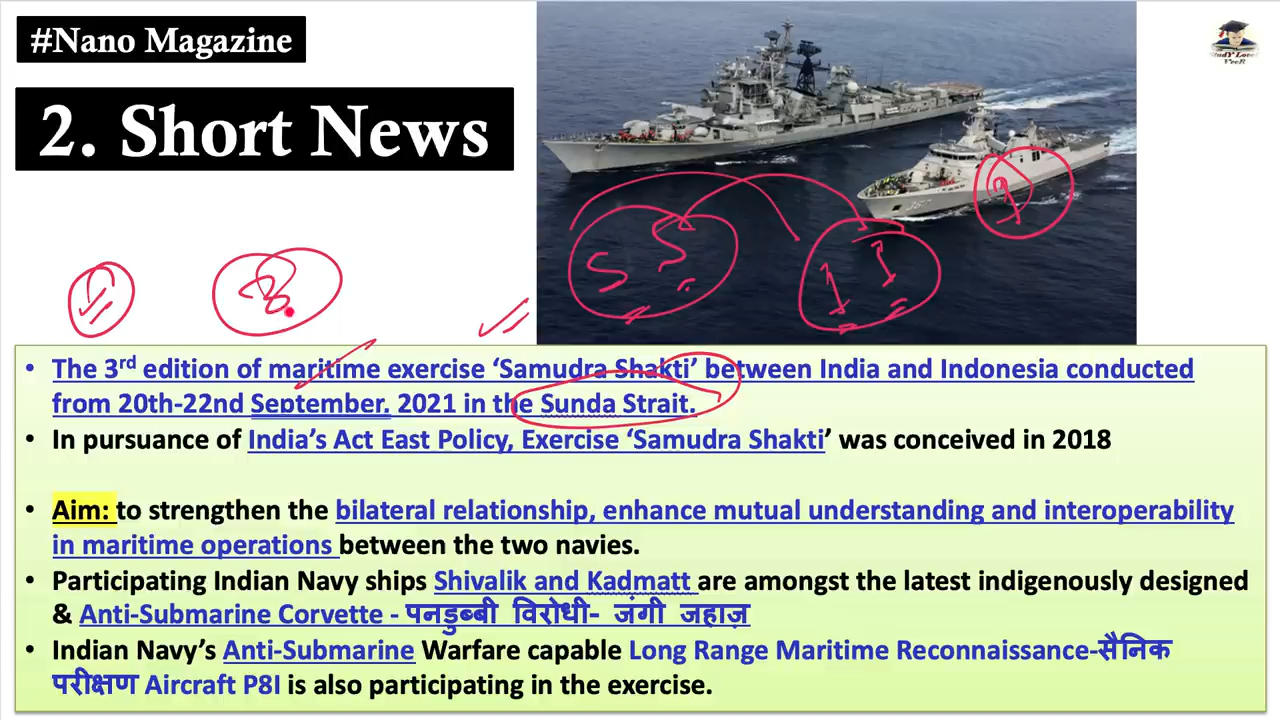 #Nano Magazine
2. Short News
StudY Lover
VeeR
367
S S
I I
3
• The 3rd edition of maritime exercise ‘Samudra Shakti’ between India and Indonesia conducted
from 20th-22nd September. 2021 in the Sunda Strait.
• In pursuance of India’s Act East Policy, Exercise ‘Samudra Shakti’ was conceived in 2018
• Aim: to strengthen the bilateral relationship, enhance mutual understanding and interoperability
in maritime operations between the two navies.
• Participating Indian Navy ships Shivalik and Kadmatt are amongst the latest indigenously designed
& Anti-Submarine Corvette - पनडुब्बी विरोधी- जंगी जहाज़
• Indian Navy’s Anti-Submarine Warfare capable Long Range Maritime Reconnaissance-सैनिक
परीक्षण Aircraft P8I is also participating in the exercise.